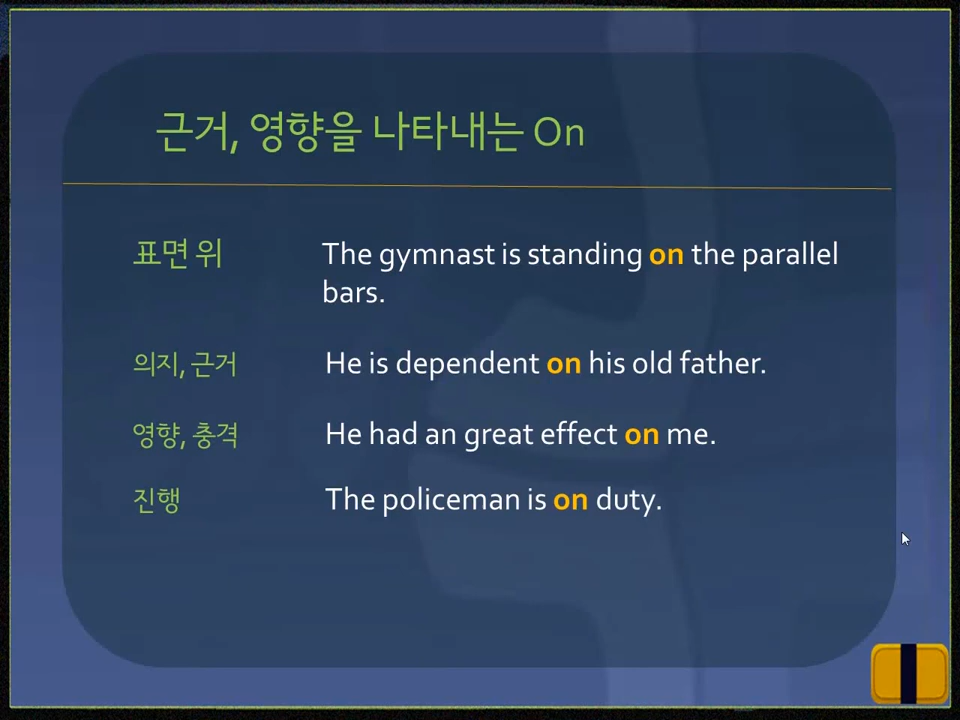 근거, 영향을 나타내는 On
표면 위 The gymnast is standing on the parallel
bars.
의지, 근거 He is dependent on his old father.
영향, 충격 He had an great effect on me.
진행 The policeman is on duty.